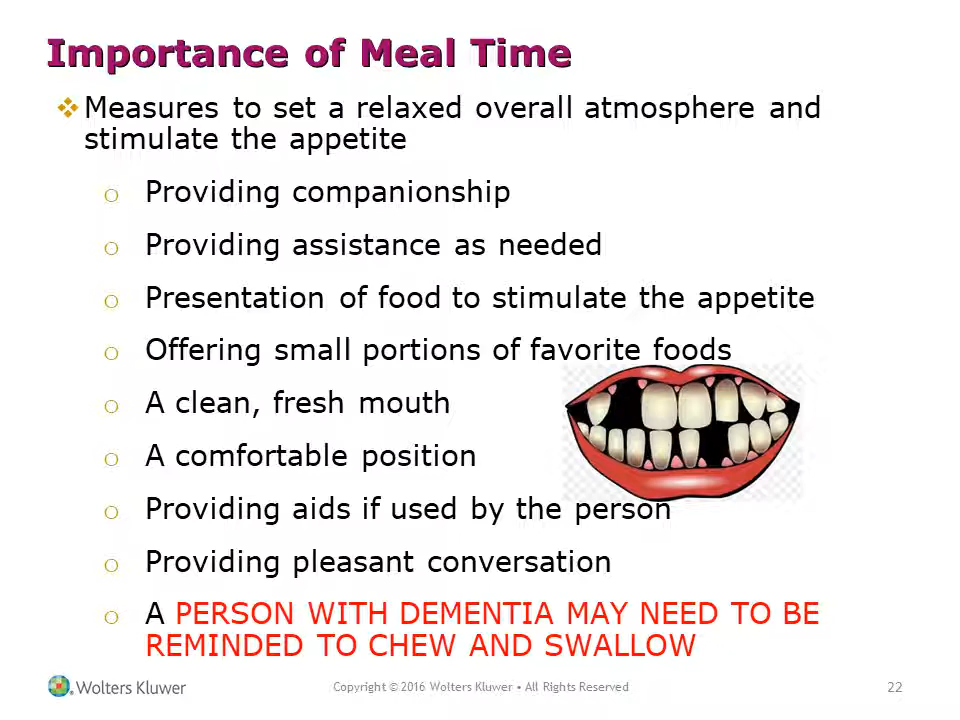 Importance of Meal Time
Measures to set a relaxed overall atmosphere and
stimulate the appetite
o Providing companionship
o Providing assistance as needed
o Presentation of food to stimulate the appetite
o Offering small portions of favorite foods
o A clean, fresh mouth
o A comfortable position
o Providing aids if used by the person
o Providing pleasant conversation
o A PERSON WITH DEMENTIA MAY NEED TO BE
REMINDED TO CHEW AND SWALLOW
Wolters Kluwer
Copyright © 2016 Wolters Kluwer • All Rights Reserved
22